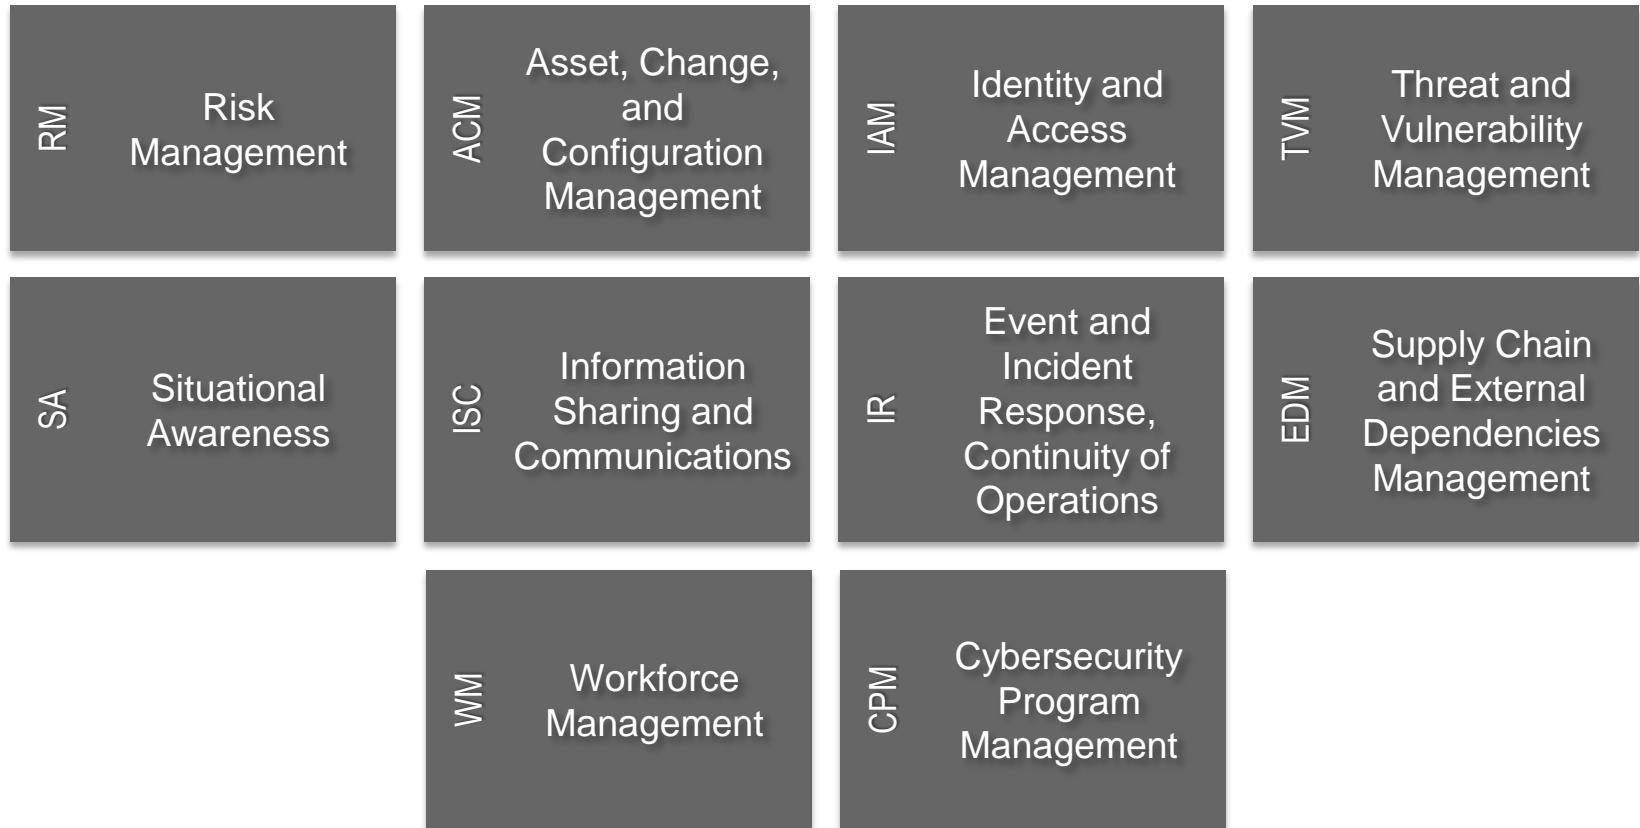 RM
Risk
Management
ACM
Asset, Change,
and
Configuration
Management
IAM
Identity and
Access
Management
TVM
Threat and
Vulnerability
Management
SA
Situational
Awareness
ISC
Information
Sharing and
Communications
IR
Event and
Incident
Response,
Continuity of
Operations
EDM
Supply Chain
and External
Dependencies
Management
WM
Workforce
Management
CPM
Cybersecurity
Program
Management